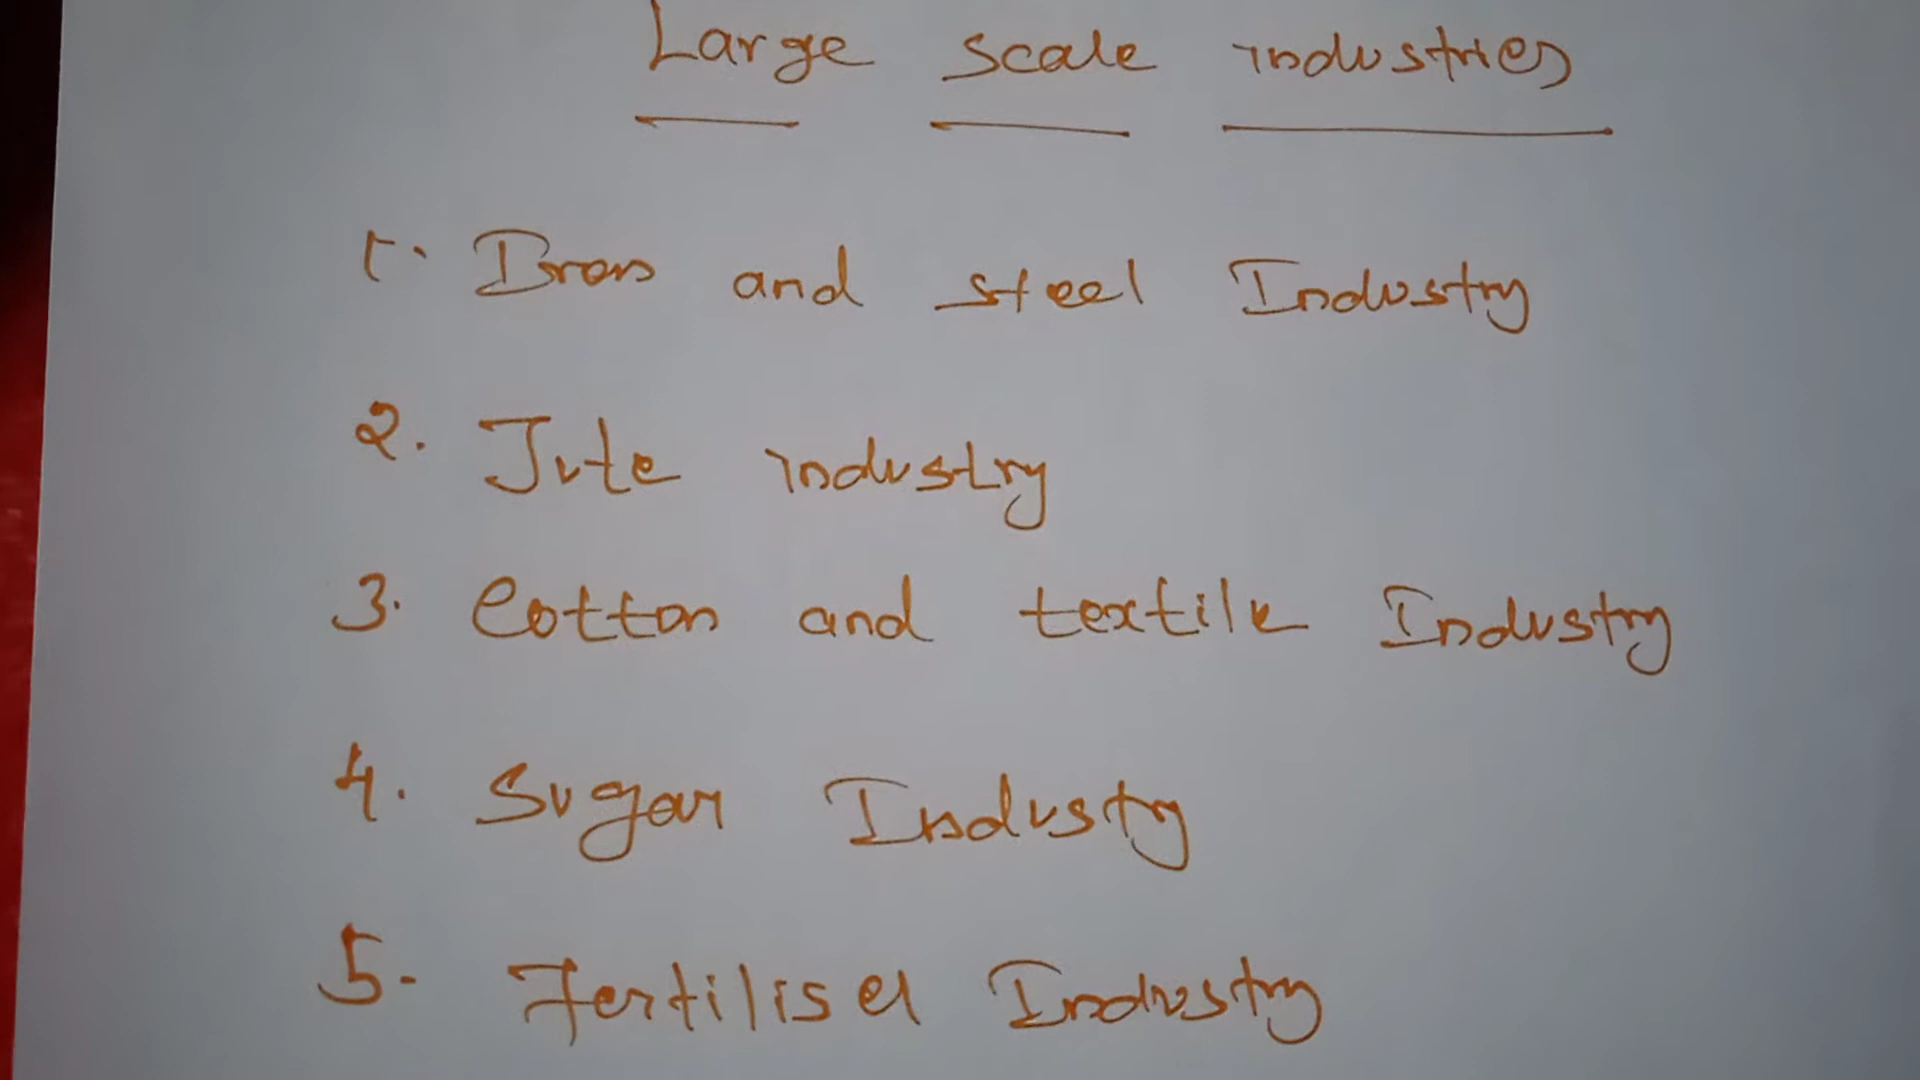 Large scale industries
1. Iron and steel Industry
2. Jute industry
3. Cotton and textile Industry
4. Sugar Industry
5. Fertiliser Industry